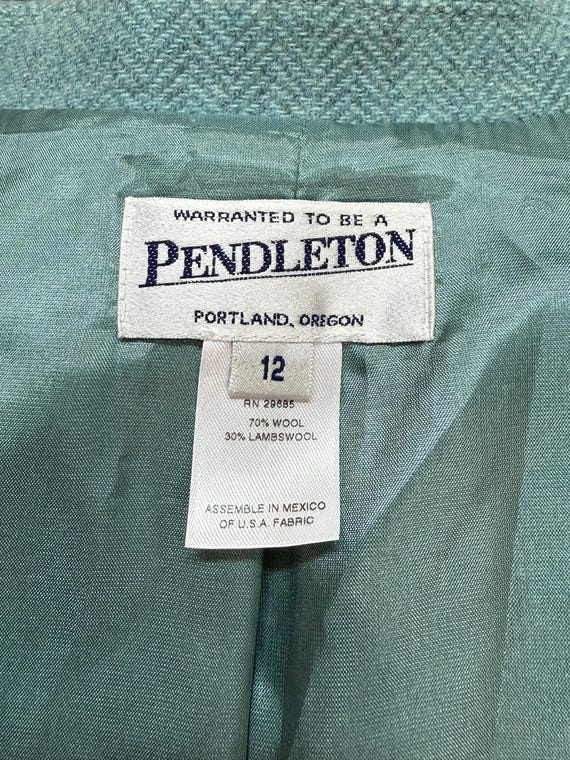 WARRANTED TO BE A
PENDLETON
PORTLAND, OREGON
12
RN 29685
70% WOOL
30% LAMBSWOOL
ASSEMBLE IN MEXICO
OF U.S.A. FABRIC